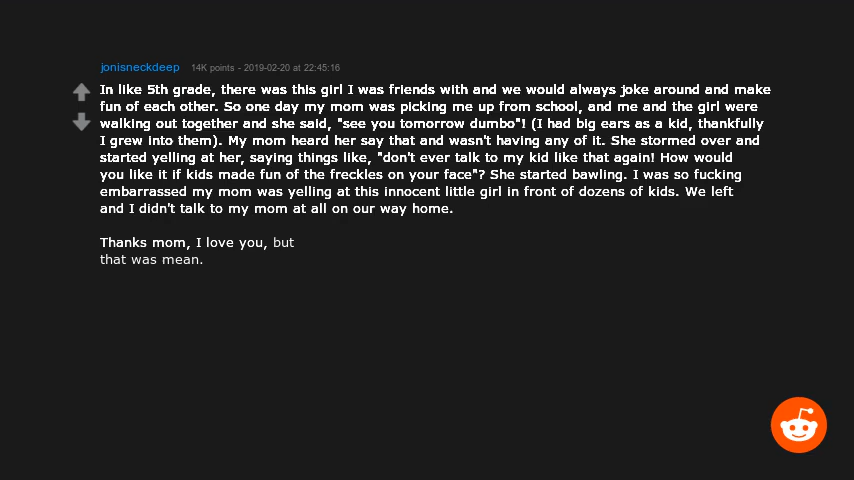 jonisneckdeep 14K points - 2019-02-20 at 22:45:16
In like 5th grade, there was this girl I was friends with and we would always joke around and make
fun of each other. So one day my mom was picking me up from school, and me and the girl were
walking out together and she said, "see you tomorrow dumbo"! (I had big ears as a kid, thankfully
I grew into them). My mom heard her say that and wasn't having any of it. She stormed over and
started yelling at her, saying things like, "don't ever talk to my kid like that again! How would
you like it if kids made fun of the freckles on your face"? She started bawling. I was so fucking
embarrassed my mom was yelling at this innocent little girl in front of dozens of kids. We left
and I didn't talk to my mom at all on our way home.
Thanks mom, I love you, but
that was mean.